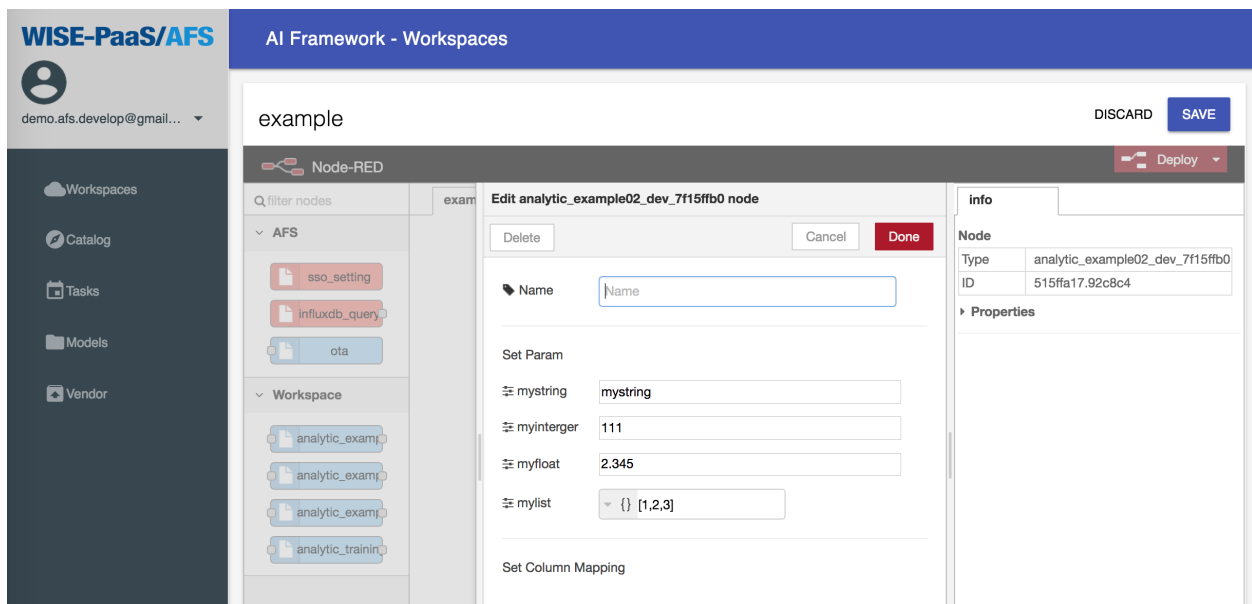 WISE-PaaS/AFS
demo.afs.develop@gmail...
Workspaces
Catalog
Tasks
Models
Vendor
AI Framework - Workspaces
example
DISCARD
SAVE
Node-RED
Deploy
filter nodes
AFS
sso_setting
influxdb_query
ota
Workspace
analytic_examp
analytic_examp
analytic_examp
analytic_training
exam
Edit analytic_example02_dev_7f15ffb0 node
Delete
Cancel
Done
Name
Name
Set Param
mystring
mystring
myinterger
111
myfloat
2.345
mylist
{} [1,2,3]
Set Column Mapping
info
Node
Type
analytic_example02_dev_7f15ffb0
ID
515ffa17.92c8c4
Properties